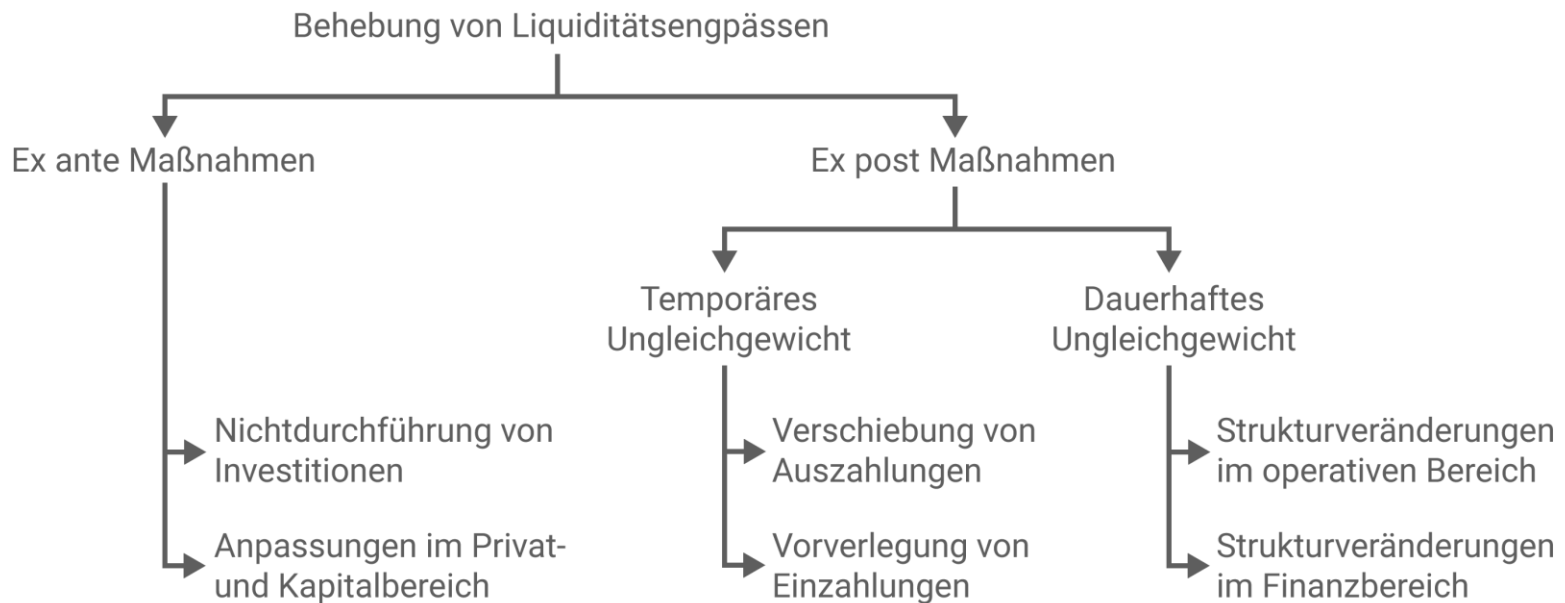 Behebung von Liquiditätsengpässen
Ex ante Maßnahmen
Ex post Maßnahmen
Temporäres
Ungleichgewicht
Dauerhaftes
Ungleichgewicht
Nichtdurchführung von
Investitionen
Anpassungen im Privat-
und Kapitalbereich
Verschiebung von
Auszahlungen
Vorverlegung von
Einzahlungen
Strukturveränderungen
im operativen Bereich
Strukturveränderungen
im Finanzbereich